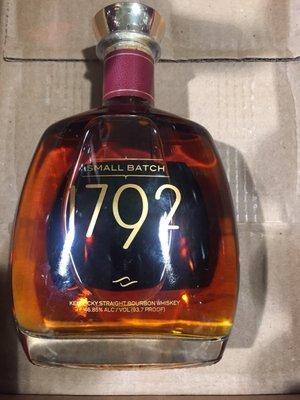 SMALL BATCH
1792
KENTUCKY STRAIGHT BOURBON WHISKEY
46.85% ALC / VOL (93.7 PROOF)